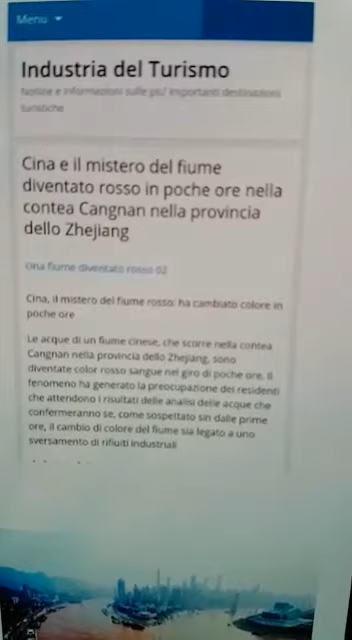 Menu
Industria del Turismo
Notizie e informazioni sulle piu' importanti destinazioni
turistiche
Cina e il mistero del fiume
diventato rosso in poche ore nella
contea Cangnan nella provincia
dello Zhejiang
cina fiume diventato rosso 02
Cina, il mistero del fiume rosso: ha cambiato colore in
poche ore
Le acque di un fiume cinese, che scorre nella contea
Cangnan nella provincia dello Zhejiang, sono
diventate color rosso sangue nel giro di poche ore. Il
fenomeno ha generato la preoccupazione dei residenti
che attendono i risultati delle analisi delle acque che
confermeranno se, come sospettato sin dalle prime
ore, il cambio di colore del fiume sia legato a uno
sversamento di rifiuti industriali